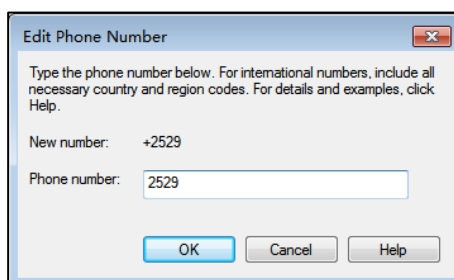 Edit Phone Number
Type the phone number below. For international numbers, include all
necessary country and region codes. For details and examples, click
Help.
New number: +2529
Phone number: 2529
OK Cancel Help